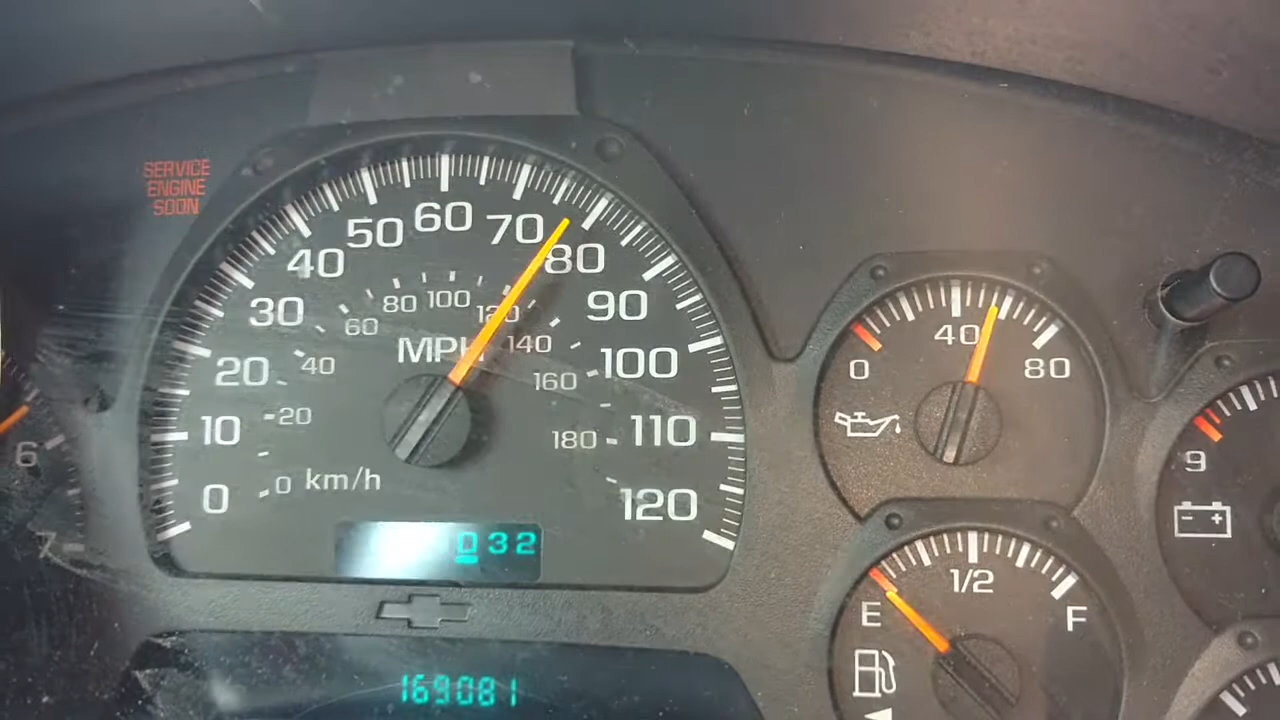 SERVICE
ENGINE
SOON
0 10 20 30 40 50 60 70 80 90 100 110 120
MPH
0 20 40 60 80 100 120 140 160 180
km/h
032
169081
0 40 80
E 1/2 F
9
6